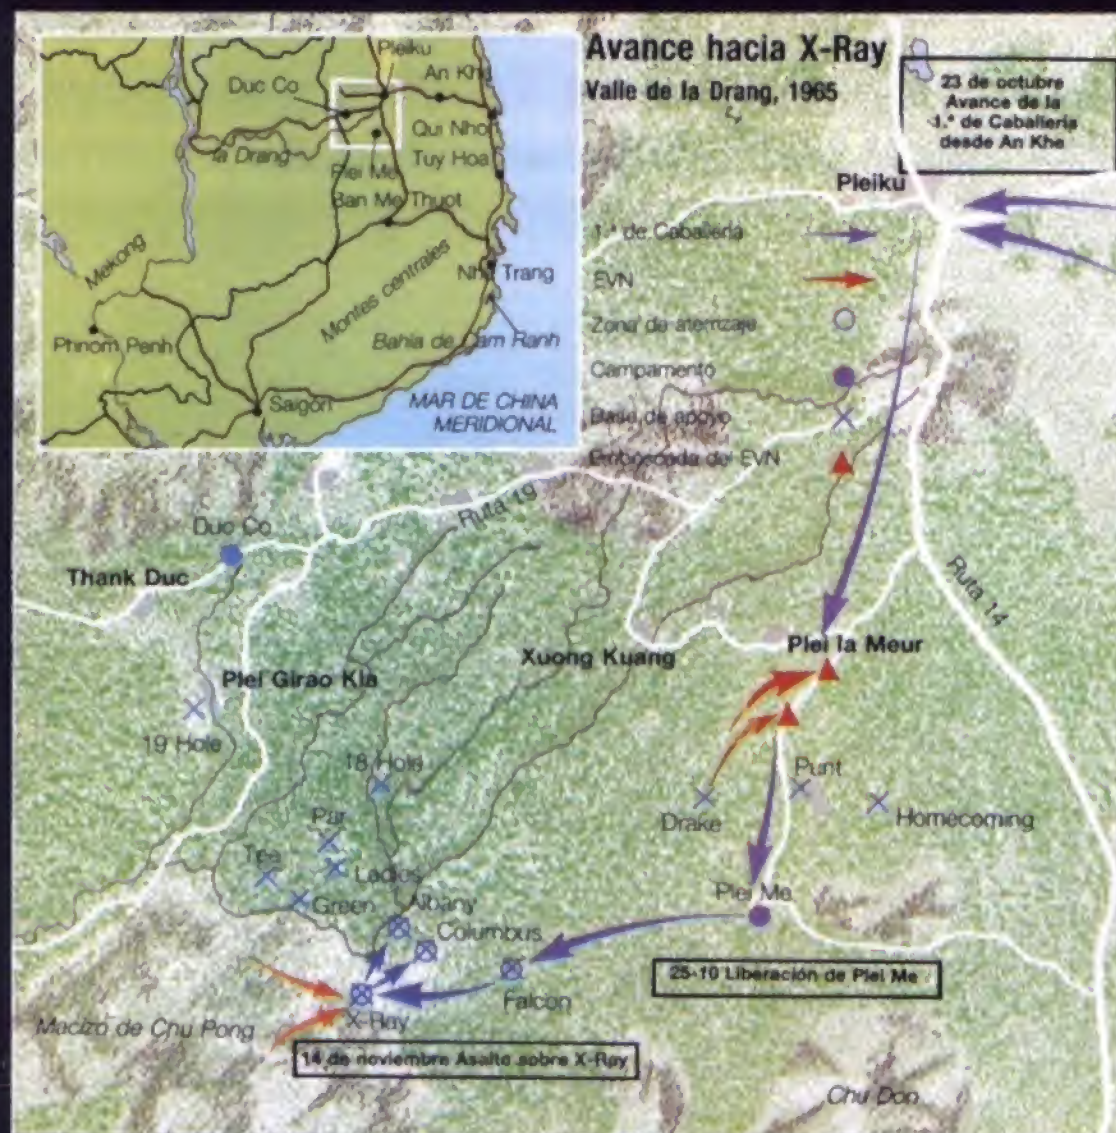 Avance hacia X-Ray
Valle de la Drang, 1965
23 de octubre
Avance de la
1.ª de Caballería
desde An Khe
Pleiku
Duc Co
An Khe
Qui Nhon
Ia Drang
Tuy Hoa
Plei Me
Ban Me Thuot
Mekong
Nha Trang
Montes centrales
Phnom Penh
Bahía de Cam Ranh
Saigón
MAR DE CHINA
MERIDIONAL
Pleiku
1.ª de Caballería
EVN
Zona de aterrizaje
Campamento
Base de apoyo
Emboscada del EVN
Ruta 19
Duc Co
Thank Duc
Ruta 14
Plei la Meur
Xuong Kuang
Plei Girao Kla
19 Hole
18 Hole
Punt
Drake
Homecoming
Par
Tea
Ladies
Green
Albany
Plei Me
Columbus
25-10 Liberación de Plei Me
Falcon
X-Ray
Macizo de Chu Pong
14 de noviembre Asalto sobre X-Ray
Chu Don